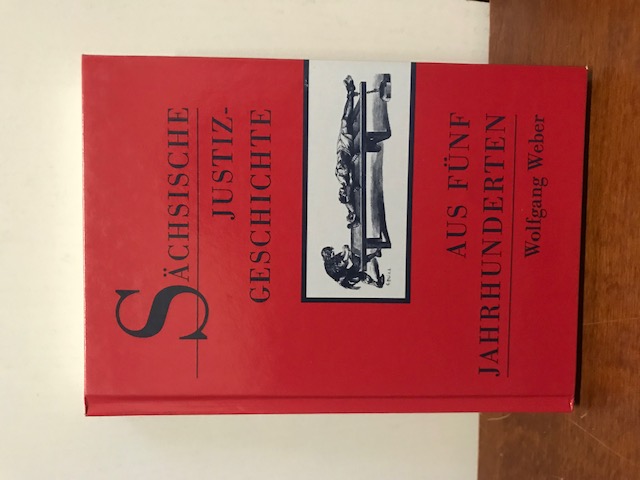 SÄCHSISCHE
JUSTIZ-
GESCHICHTE
AUS FÜNF
JAHRHUNDERTEN
Wolfgang Weber